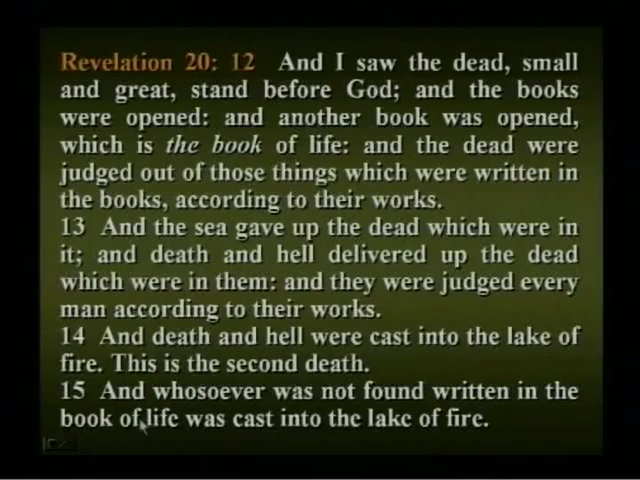 Revelation 20: 12 And I saw the dead, small
and great, stand before God; and the books
were opened: and another book was opened,
which is the book of life: and the dead were
judged out of those things which were written in
the books, according to their works.
13 And the sea gave up the dead which were in
it; and death and hell delivered up the dead
which were in them: and they were judged every
man according to their works.
14 And death and hell were cast into the lake of
fire. This is the second death.
15 And whosoever was not found written in the
book of life was cast into the lake of fire.